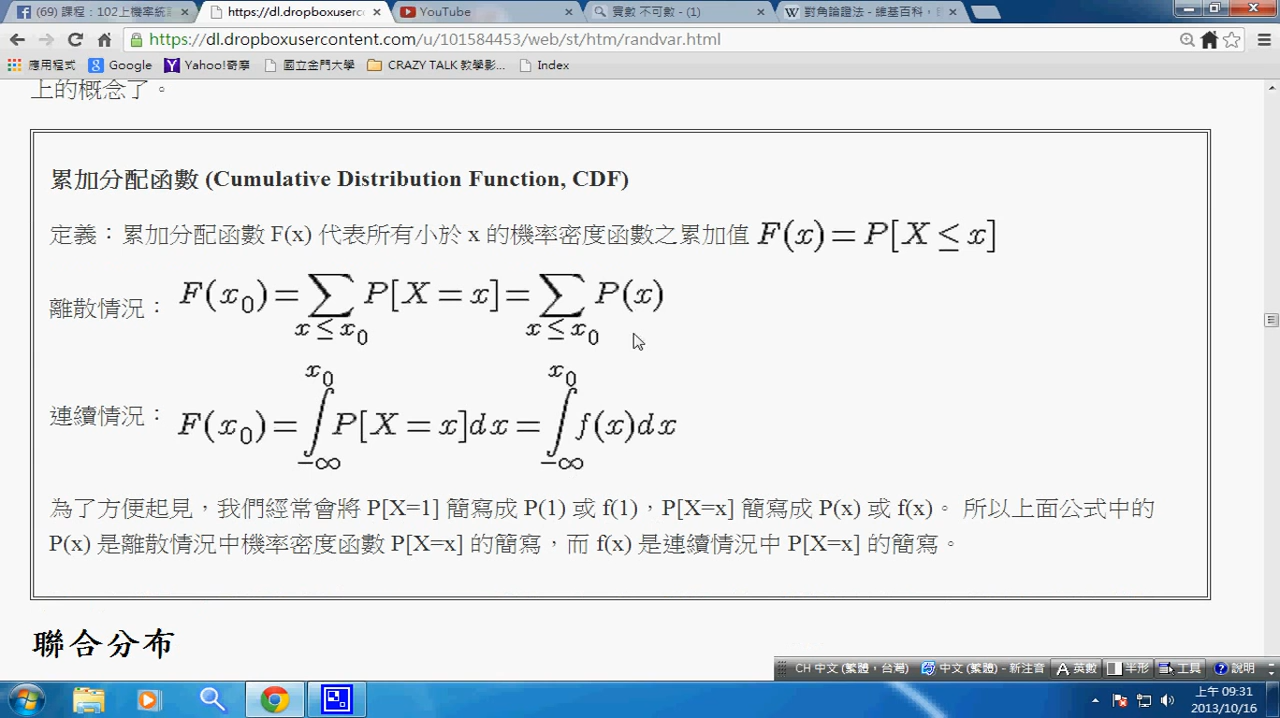 (69) 課程：102上機率統計
https://dl.dropboxuserc
YouTube
實數 不可數 - (1)
對角論證法 - 維基百科，
https://dl.dropboxusercontent.com/u/101584453/web/st/htm/randvar.html
應用程式 Google Yahoo!奇摩 國立金門大學 CRAZY TALK 教學影... Index
上的概念了。
累加分配函數 (Cumulative Distribution Function, CDF)
定義：累加分配函數 F(x) 代表所有小於 x 的機率密度函數之累加值 F(x) = P[X ≤ x]
離散情況： F(x₀) = ∑ x ≤ x₀ P[X = x] = ∑ x ≤ x₀ P(x)
連續情況： F(x₀) = ∫ −∞ x₀ P[X = x]dx = ∫ −∞ x₀ f(x)dx
為了方便起見，我們經常會將 P[X=1] 簡寫成 P(1) 或 f(1)，P[X=x] 簡寫成 P(x) 或 f(x)。 所以上面公式中的
P(x) 是離散情況中機率密度函數 P[X=x] 的簡寫，而 f(x) 是連續情況中 P[X=x] 的簡寫。
聯合分布
CH 中文 (繁體，台灣) 中文 (繁體) - 新注音 英數 半形 工具 說明
上午 09:31
2013/10/16